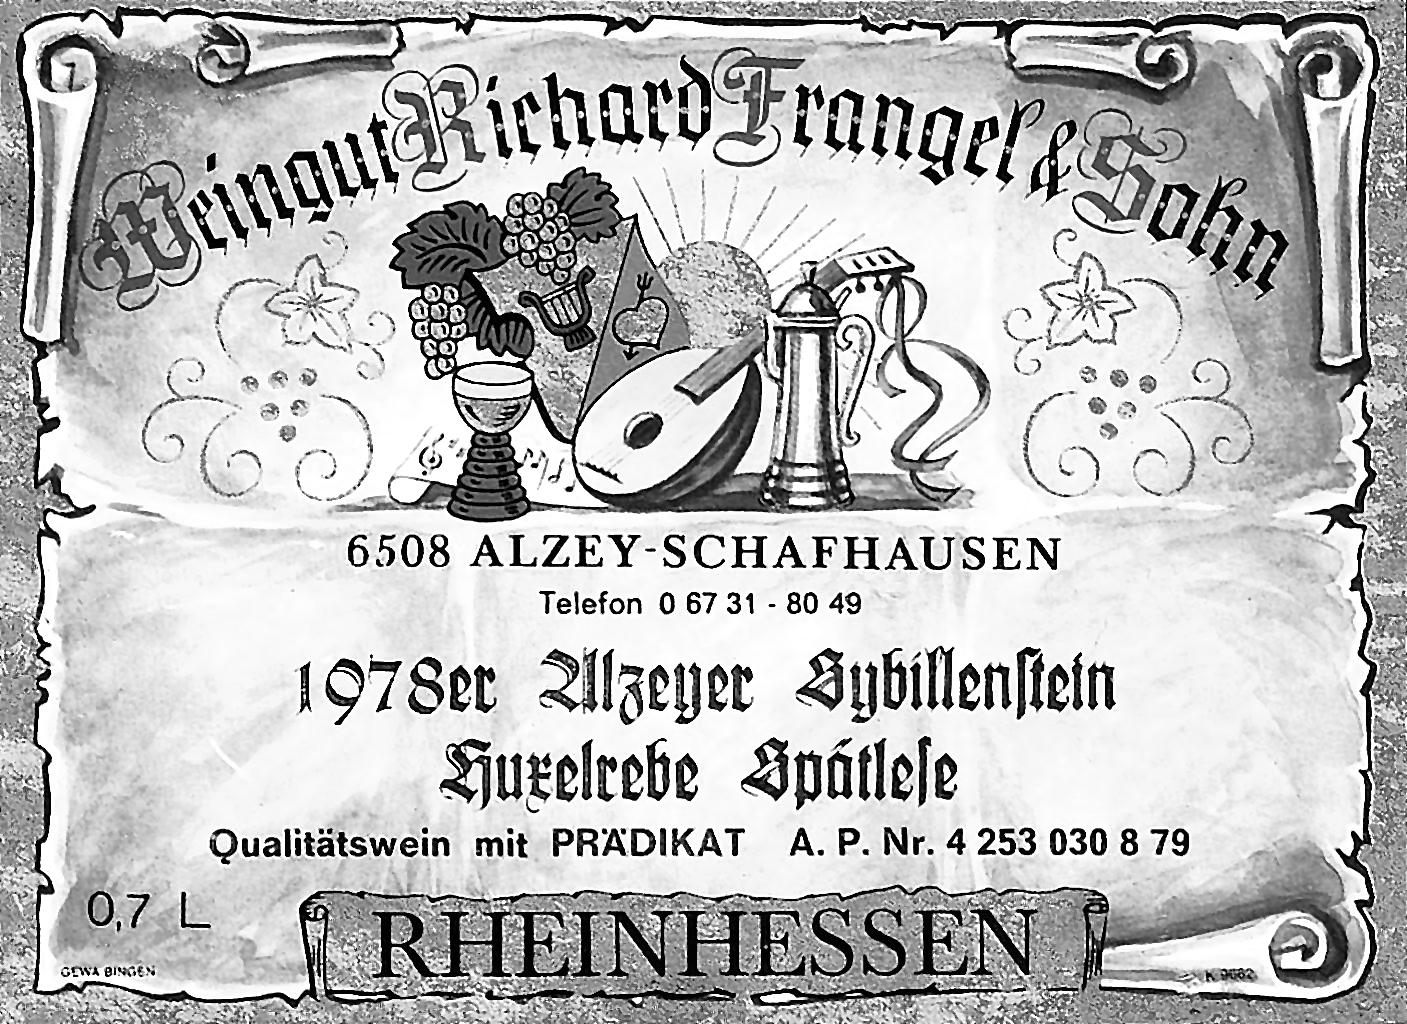 Weingut Richard Frangel & Sohn
6508 ALZEY-SCHAFHAUSEN
Telefon 0 67 31 - 80 49
1978er Alzeyer Sybillenstein
Huxelrebe Spätlese
Qualitätswein mit PRÄDIKAT A. P. Nr. 4 253 030 8 79
0,7 L
RHEINHESSEN
GEWA BINGEN